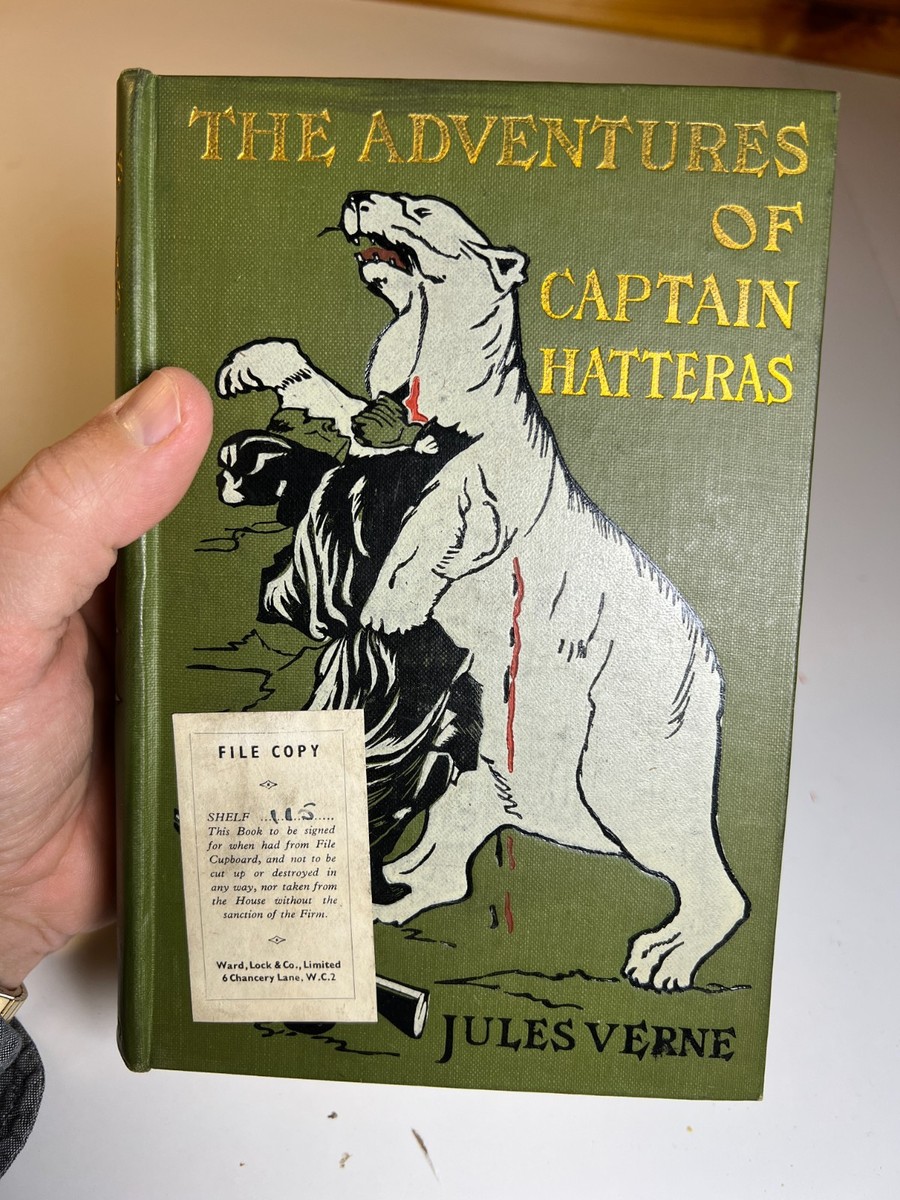 THE ADVENTURES
OF
CAPTAIN
HATTERAS
FILE COPY
SHELF ...115.....
This Book to be signed
for when had from File
Cupboard, and not to be
cut up or destroyed in
any way, nor taken from
the House without the
sanction of the Firm.
Ward, Lock & Co., Limited
6 Chancery Lane, W.C.2
JULES VERNE